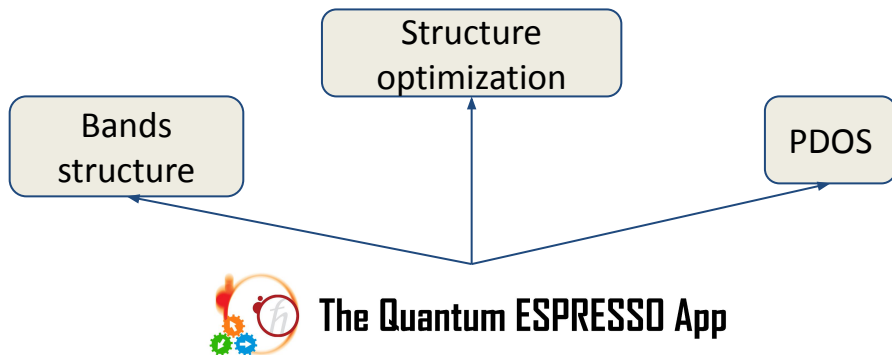 Structure
optimization
Bands
structure
PDOS
ħ
The Quantum ESPRESSO App